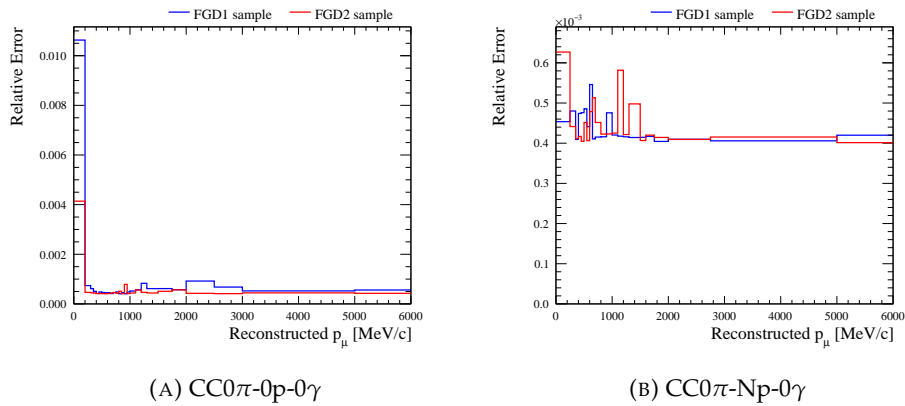 FGD1 sample FGD2 sample
Relative Error
0.010
0.008
0.006
0.004
0.002
0.000
0 1000 2000 3000 4000 5000 6000
Reconstructed pμ [MeV/c]
(A) CC0π-0p-0γ
FGD1 sample FGD2 sample
×10⁻³
Relative Error
0.6
0.5
0.4
0.3
0.2
0.1
0.0
0 1000 2000 3000 4000 5000 6000
Reconstructed pμ [MeV/c]
(B) CC0π-Np-0γ